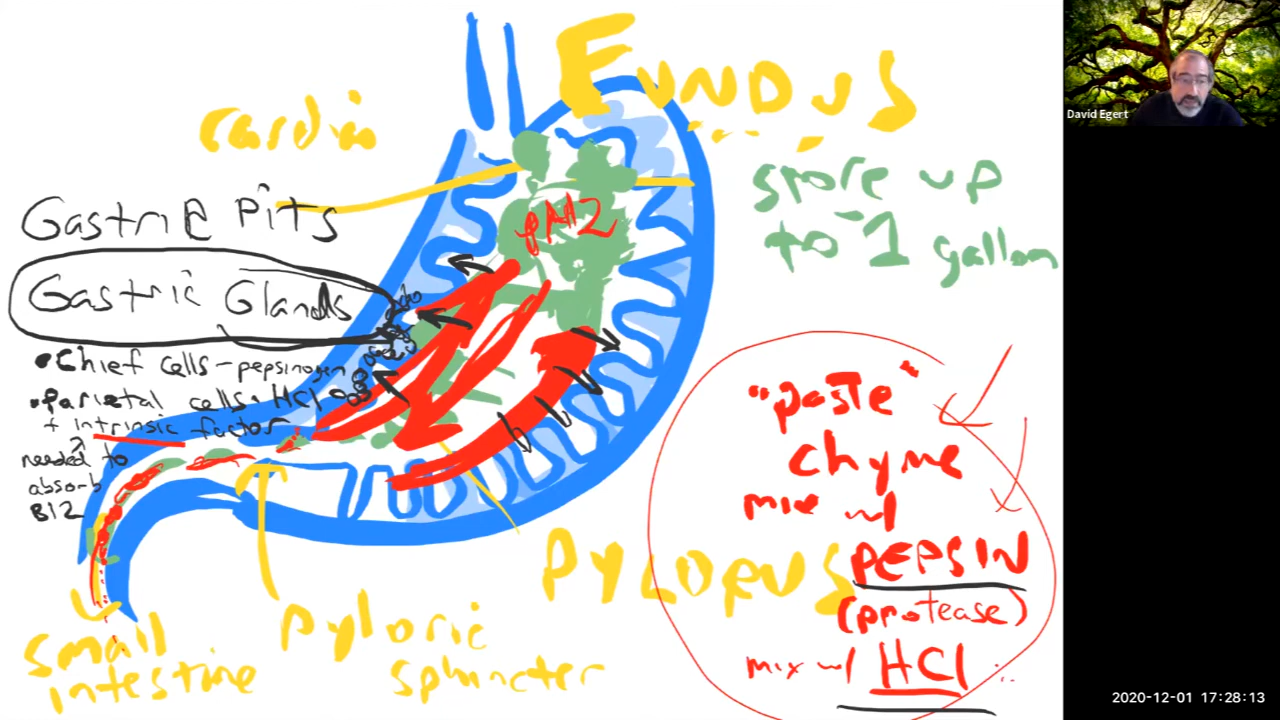 FUNDUS
cardia
store up
to 1 gallon
Gastric Pits
Gastric Glands
• Chief cells - pepsinogen
• parietal cells • HCl
+ intrinsic factor
needed to
absorb
B12
pH 2
"paste"
chyme
mix w/
PEPSIN
(protease)
mix w/ HCl
PYLORUS
pyloric
sphincter
small
intestine
David Egert
2020-12-01 17:28:13